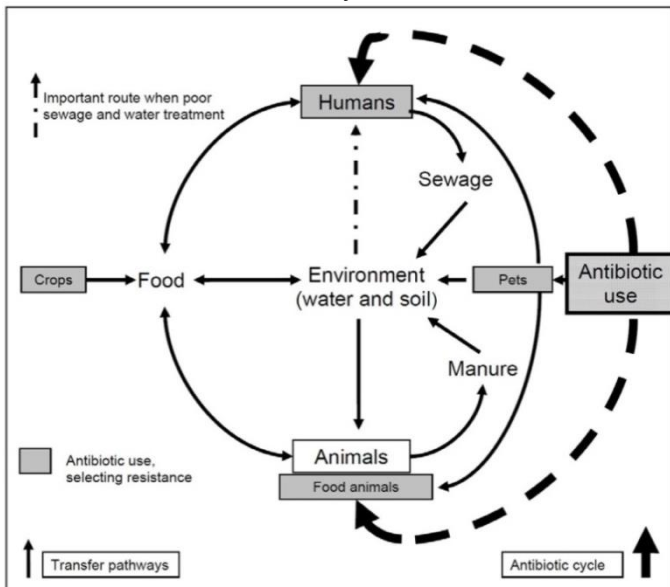 Important route when poor
sewage and water treatment
Humans
Sewage
Crops
Food
Environment
(water and soil)
Pets
Antibiotic
use
Manure
Animals
Food animals
Antibiotic use,
selecting resistance
Transfer pathways
Antibiotic cycle